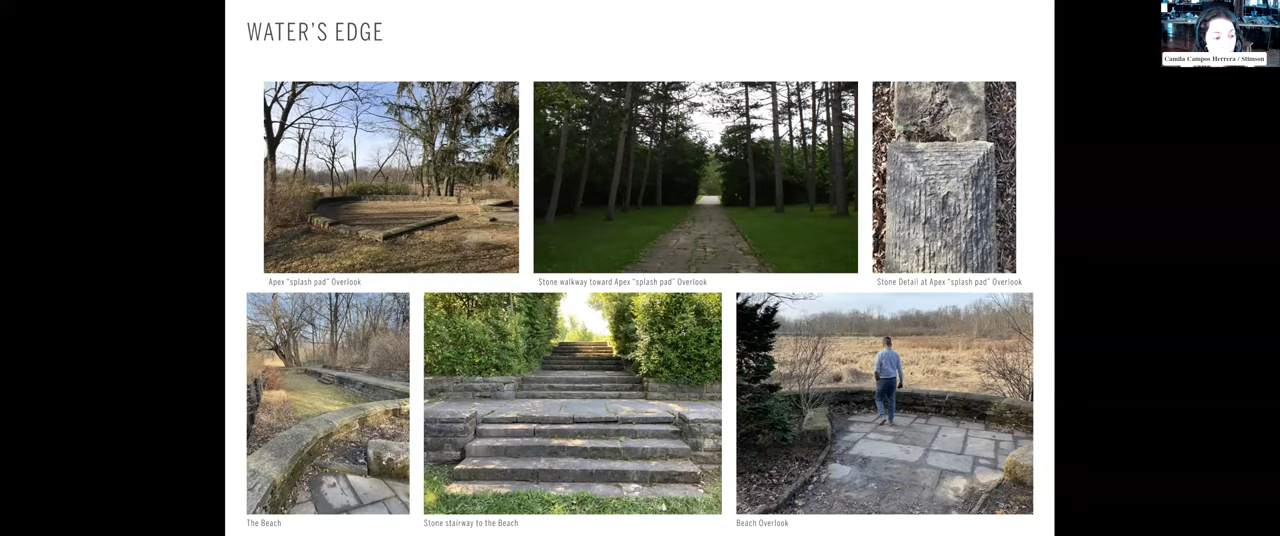 WATER'S EDGE
Camila Campos Herrera / Stimson
Apex "splash pad" Overlook
Stone walkway toward Apex "splash pad" Overlook
Stone Detail at Apex "splash pad" Overlook
The Beach
Stone stairway to the Beach
Beach Overlook